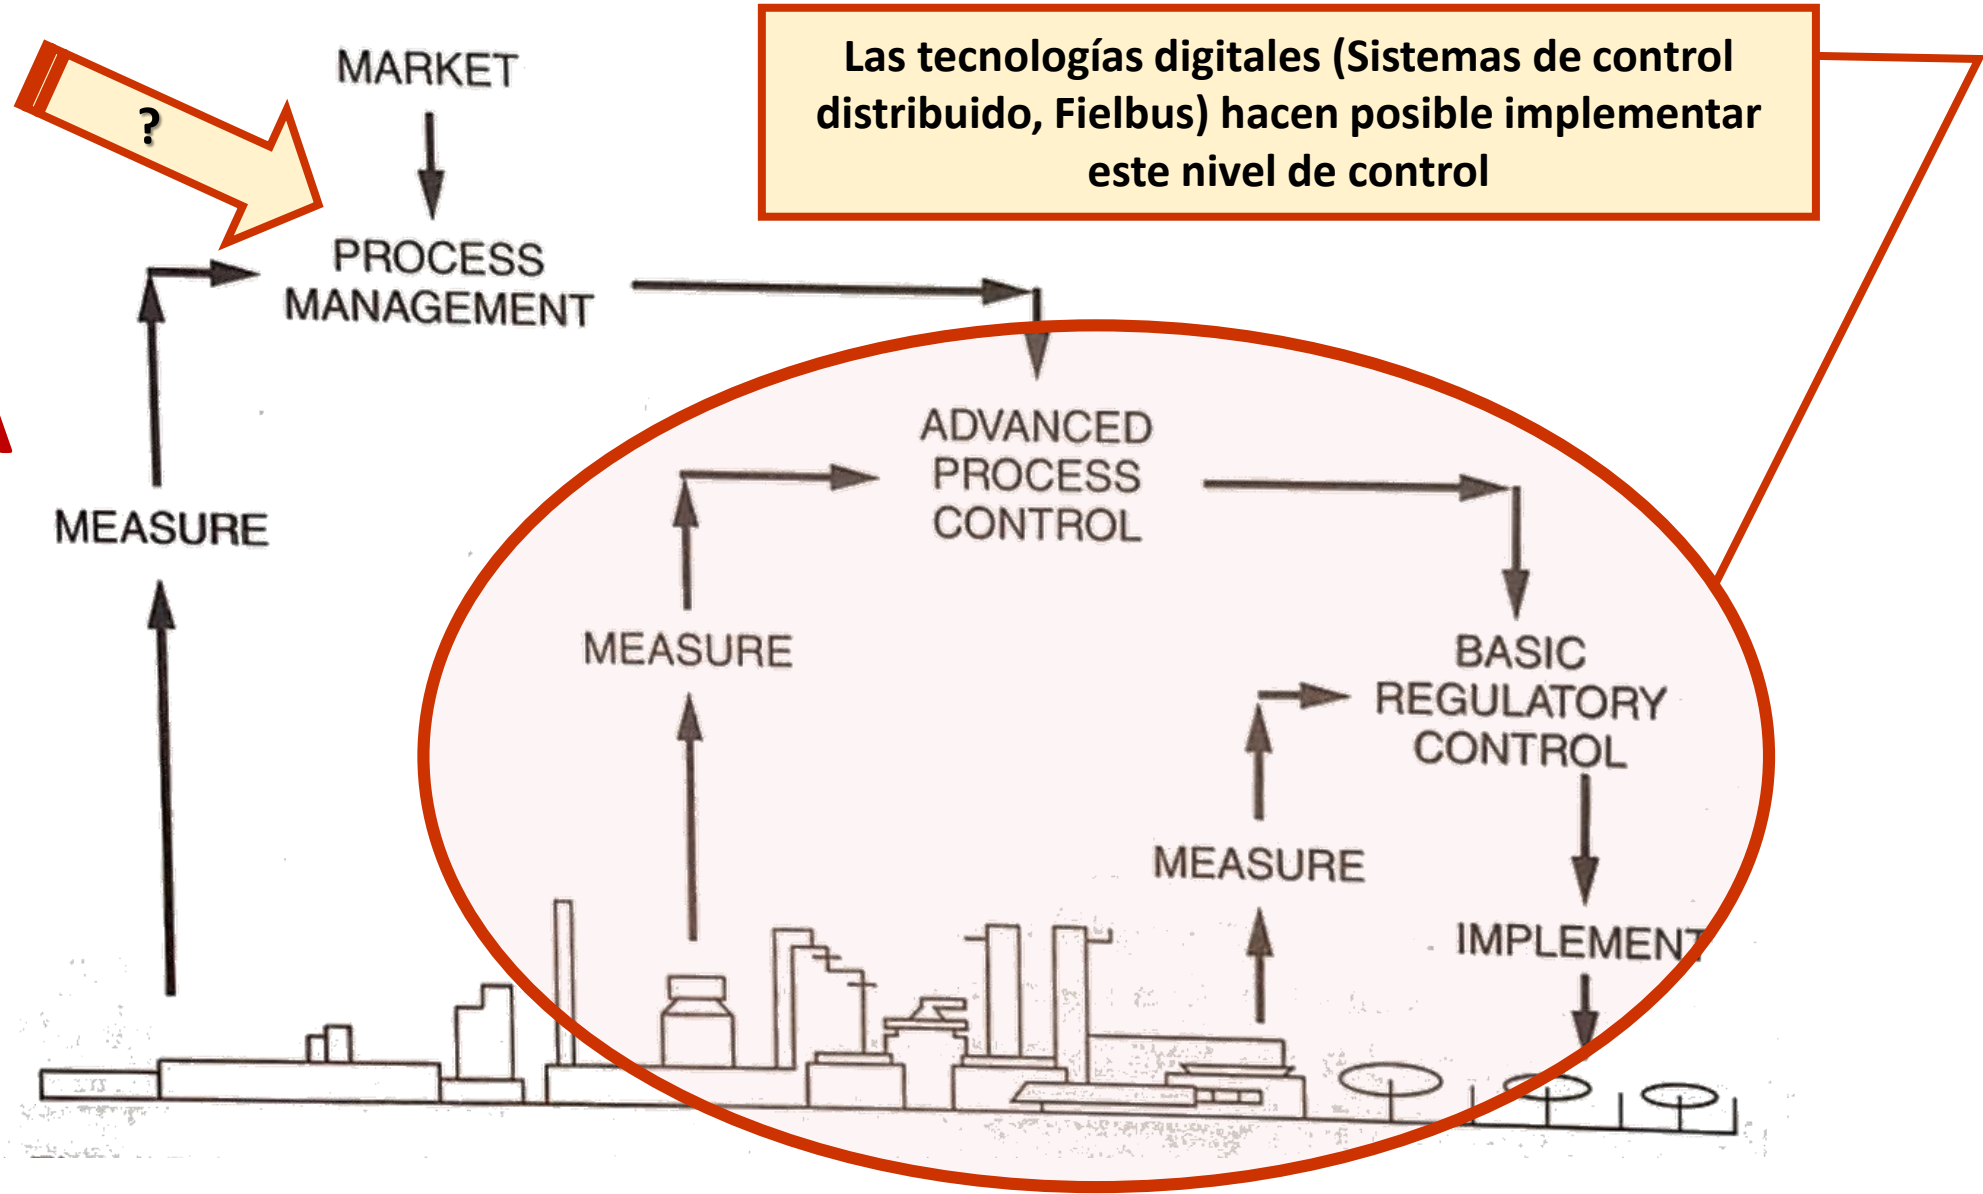 MARKET
Las tecnologías digitales (Sistemas de control
distribuido, Fielbus) hacen posible implementar
este nivel de control
?
PROCESS
MANAGEMENT
ADVANCED
PROCESS
CONTROL
MEASURE
MEASURE
BASIC
REGULATORY
CONTROL
MEASURE
IMPLEMENT